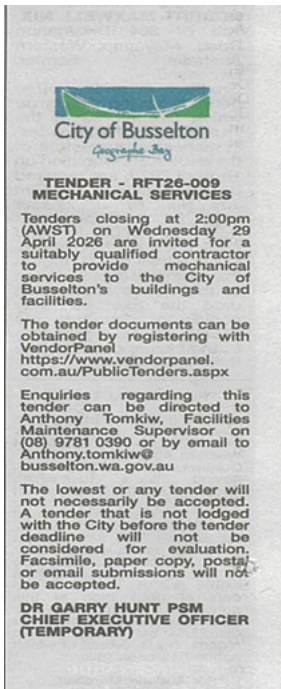 City of Busselton
Geographe Bay
TENDER - RFT26-009
MECHANICAL SERVICES
Tenders closing at 2:00pm
(AWST) on Wednesday 29
April 2026 are invited for a
suitably qualified contractor
to provide mechanical
services to the City of
Busselton's buildings and
facilities.
The tender documents can be
obtained by registering with
VendorPanel
https://www.vendorpanel.
com.au/PublicTenders.aspx
Enquiries regarding this
tender can be directed to
Anthony Tomkiw, Facilities
Maintenance Supervisor on
(08) 9781 0390 or by email to
Anthony.tomkiw@
busselton.wa.gov.au
The lowest or any tender will
not necessarily be accepted.
A tender that is not lodged
with the City before the tender
deadline will not be
considered for evaluation.
Facsimile, paper copy, postal
or email submissions will not
be accepted.
DR GARRY HUNT PSM
CHIEF EXECUTIVE OFFICER
(TEMPORARY)